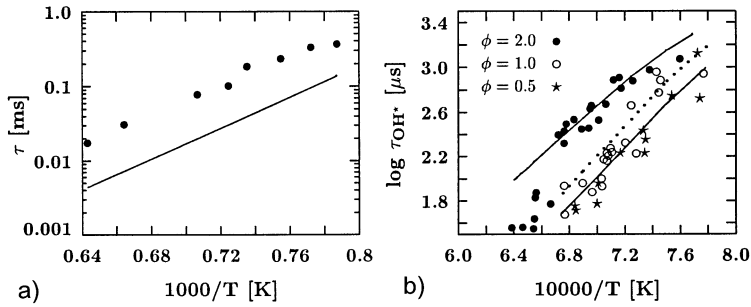 1.0
0.1
0.01
0.001
τ [ms]
0.64 0.68 0.72 0.76 0.8
1000/T [K]
a)
3.4
3.0
2.6
2.2
1.8
log τOH* [μs]
ϕ = 2.0
ϕ = 1.0
ϕ = 0.5
6.0 6.4 6.8 7.2 7.6 8.0
10000/T [K]
b)